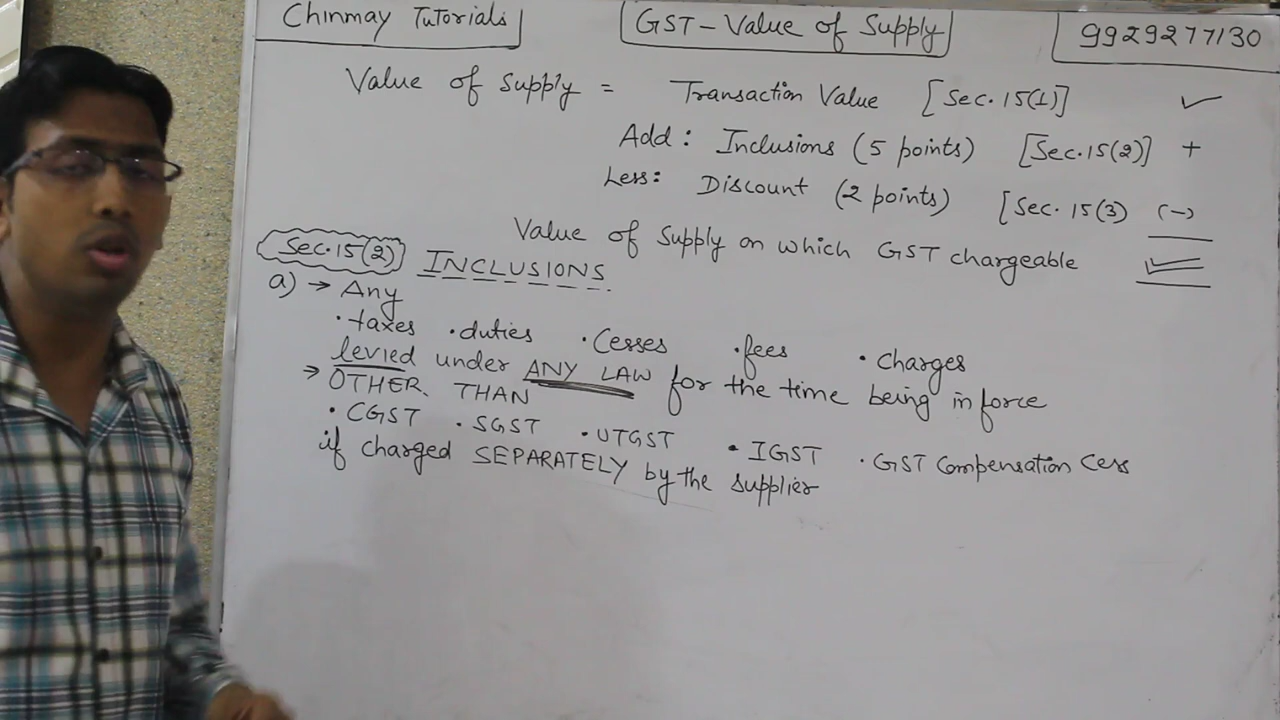 Chinmay Tutorials
GST-Value of Supply
9929277130
Value of Supply = Transaction Value [Sec. 15(1)] ✓
Add: Inclusions (5 points) [Sec. 15(2)] +
Less: Discount (2 points) [Sec. 15(3) (-)
Value of Supply on which GST chargeable
Sec. 15(2) INCLUSIONS
a) → Any
• taxes • duties • Cesses • fees • Charges
levied under ANY LAW for the time being in force
→ OTHER THAN
• CGST • SGST • UTGST • IGST • GST Compensation Cess
if charged SEPARATELY by the supplier